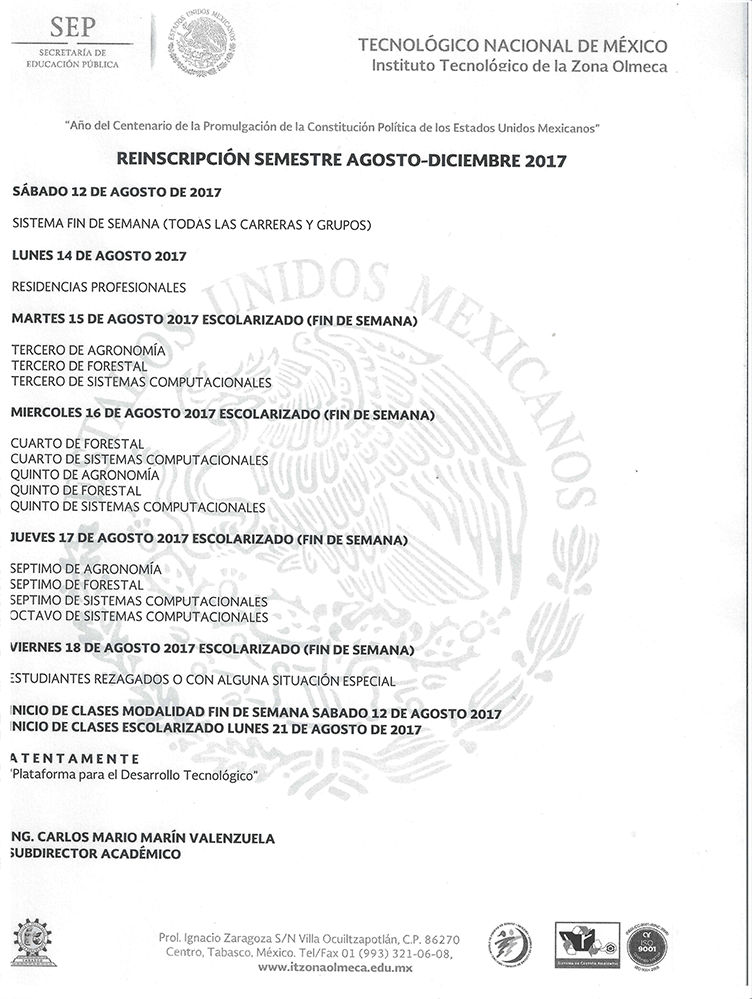 SEP
SECRETARÍA DE
EDUCACIÓN PÚBLICA
ESTADOS UNIDOS MEXICANOS
TECNOLÓGICO NACIONAL DE MÉXICO
Instituto Tecnológico de la Zona Olmeca
"Año del Centenario de la Promulgación de la Constitución Política de los Estados Unidos Mexicanos"
REINSCRIPCIÓN SEMESTRE AGOSTO-DICIEMBRE 2017
SÁBADO 12 DE AGOSTO DE 2017
SISTEMA FIN DE SEMANA (TODAS LAS CARRERAS Y GRUPOS)
LUNES 14 DE AGOSTO 2017
RESIDENCIAS PROFESIONALES
MARTES 15 DE AGOSTO 2017 ESCOLARIZADO (FIN DE SEMANA)
TERCERO DE AGRONOMÍA
TERCERO DE FORESTAL
TERCERO DE SISTEMAS COMPUTACIONALES
MIERCOLES 16 DE AGOSTO 2017 ESCOLARIZADO (FIN DE SEMANA)
CUARTO DE FORESTAL
CUARTO DE SISTEMAS COMPUTACIONALES
QUINTO DE AGRONOMÍA
QUINTO DE FORESTAL
QUINTO DE SISTEMAS COMPUTACIONALES
JUEVES 17 DE AGOSTO 2017 ESCOLARIZADO (FIN DE SEMANA)
SEPTIMO DE AGRONOMÍA
SEPTIMO DE FORESTAL
SEPTIMO DE SISTEMAS COMPUTACIONALES
OCTAVO DE SISTEMAS COMPUTACIONALES
VIERNES 18 DE AGOSTO 2017 ESCOLARIZADO (FIN DE SEMANA)
ESTUDIANTES REZAGADOS O CON ALGUNA SITUACIÓN ESPECIAL
INICIO DE CLASES MODALIDAD FIN DE SEMANA SABADO 12 DE AGOSTO 2017
INICIO DE CLASES ESCOLARIZADO LUNES 21 DE AGOSTO DE 2017
ATENTAMENTE
"Plataforma para el Desarrollo Tecnológico"
ING. CARLOS MARIO MARÍN VALENZUELA
SUBDIRECTOR ACADÉMICO
Prol. Ignacio Zaragoza S/N Villa Ocuiltzapotlán, C.P. 86270
Centro, Tabasco, México. Tel/Fax 01 (993) 321-06-08,
www.itzonaolmeca.edu.mx
ISO
9001